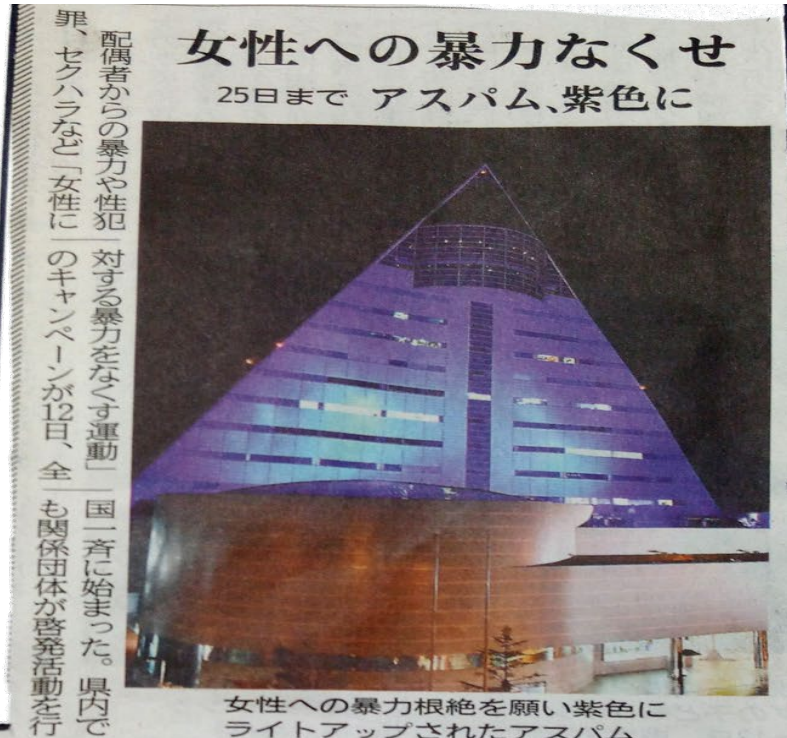 女性への暴力なくせ
25日まで アスパム、紫色に
配偶者からの暴力や性犯
罪、セクハラなど「女性に
対する暴力をなくす運動」
のキャンペーンが12日、全
国一斉に始まった。県内で
も関係団体が啓発活動を行
女性への暴力根絶を願い紫色に
ライトアップされたアスパム